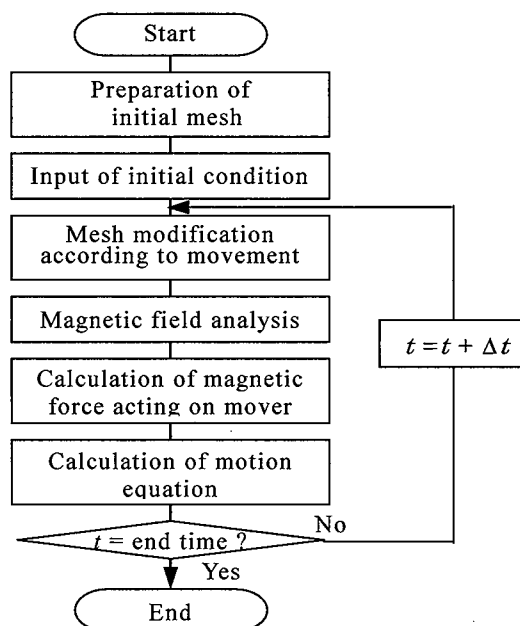 Start
Preparation of
initial mesh
Input of initial condition
Mesh modification
according to movement
Magnetic field analysis
Calculation of magnetic
force acting on mover
Calculation of motion
equation
t = end time ?
No
Yes
End
t = t + Δt